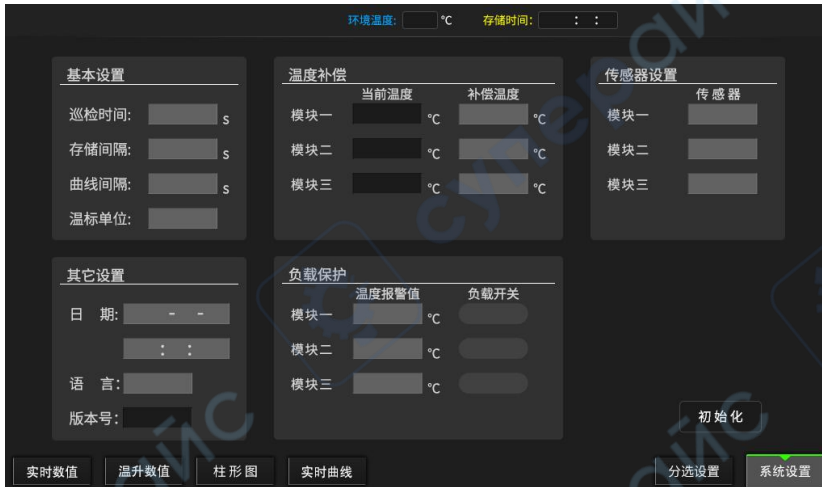 环境温度: ℃ 存储时间: : :
基本设置
巡检时间: s
存储间隔: s
曲线间隔: s
温标单位:
温度补偿
当前温度 补偿温度
模块一 ℃ ℃
模块二 ℃ ℃
模块三 ℃ ℃
传感器设置
传感器
模块一
模块二
模块三
其它设置
日 期: - -
: :
语 言:
版本号:
负载保护
温度报警值 负载开关
模块一 ℃
模块二 ℃
模块三 ℃
初始化
实时数值 温升数值 柱形图 实时曲线 分选设置 系统设置
суперайс